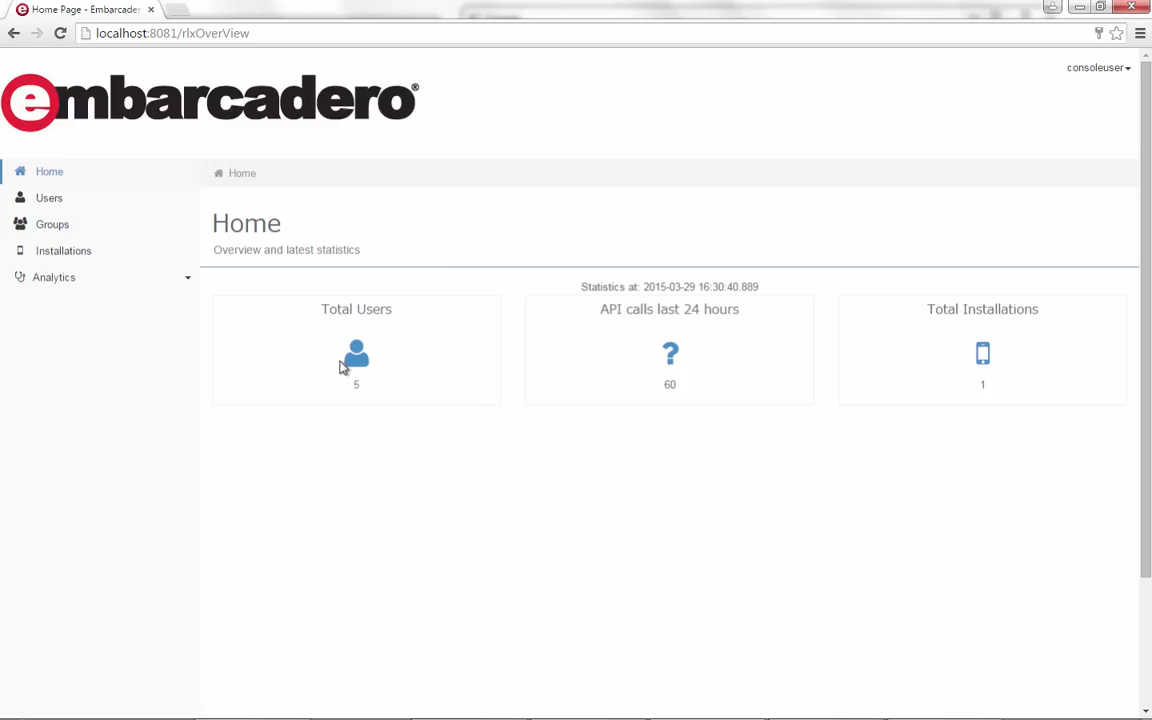 Home Page - Embarcader
localhost:8081/rlxOverView
embarcadero®
consoleuser
Home
Users
Groups
Installations
Analytics
Home
Home
Overview and latest statistics
Statistics at: 2015-03-29 16:30:40.889
Total Users
5
API calls last 24 hours
?
60
Total Installations
1